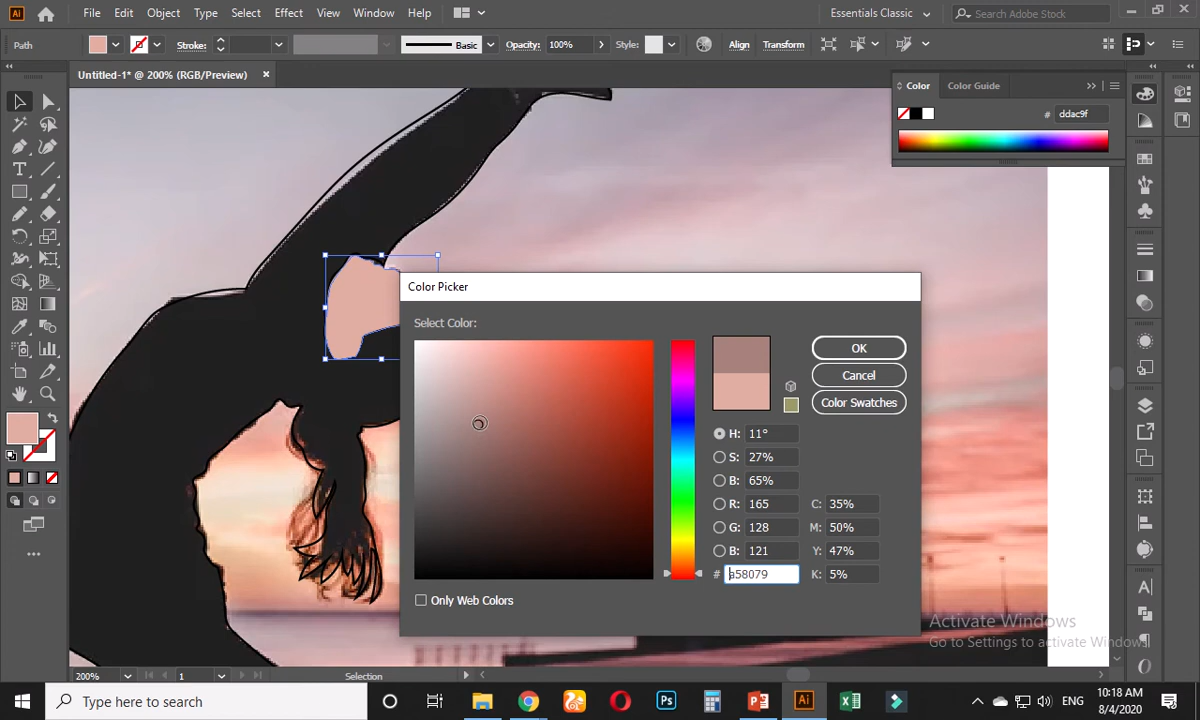 Ai File Edit Object Type Select Effect View Window Help Essentials Classic Search Adobe Stock
Path Stroke: Basic Opacity: 100% Style: Align Transform
Untitled-1* @ 200% (RGB/Preview) ×
Color Color Guide
# ddac9f
Color Picker
Select Color:
OK
Cancel
Color Swatches
H: 11°
S: 27%
B: 65%
R: 165 C: 35%
G: 128 M: 50%
B: 121 Y: 47%
# a58079 K: 5%
Only Web Colors
Activate Windows
Go to Settings to activate Windows.
200% 1 Selection
Type here to search
Ps
Ai
ENG
10:18 AM
8/4/2020